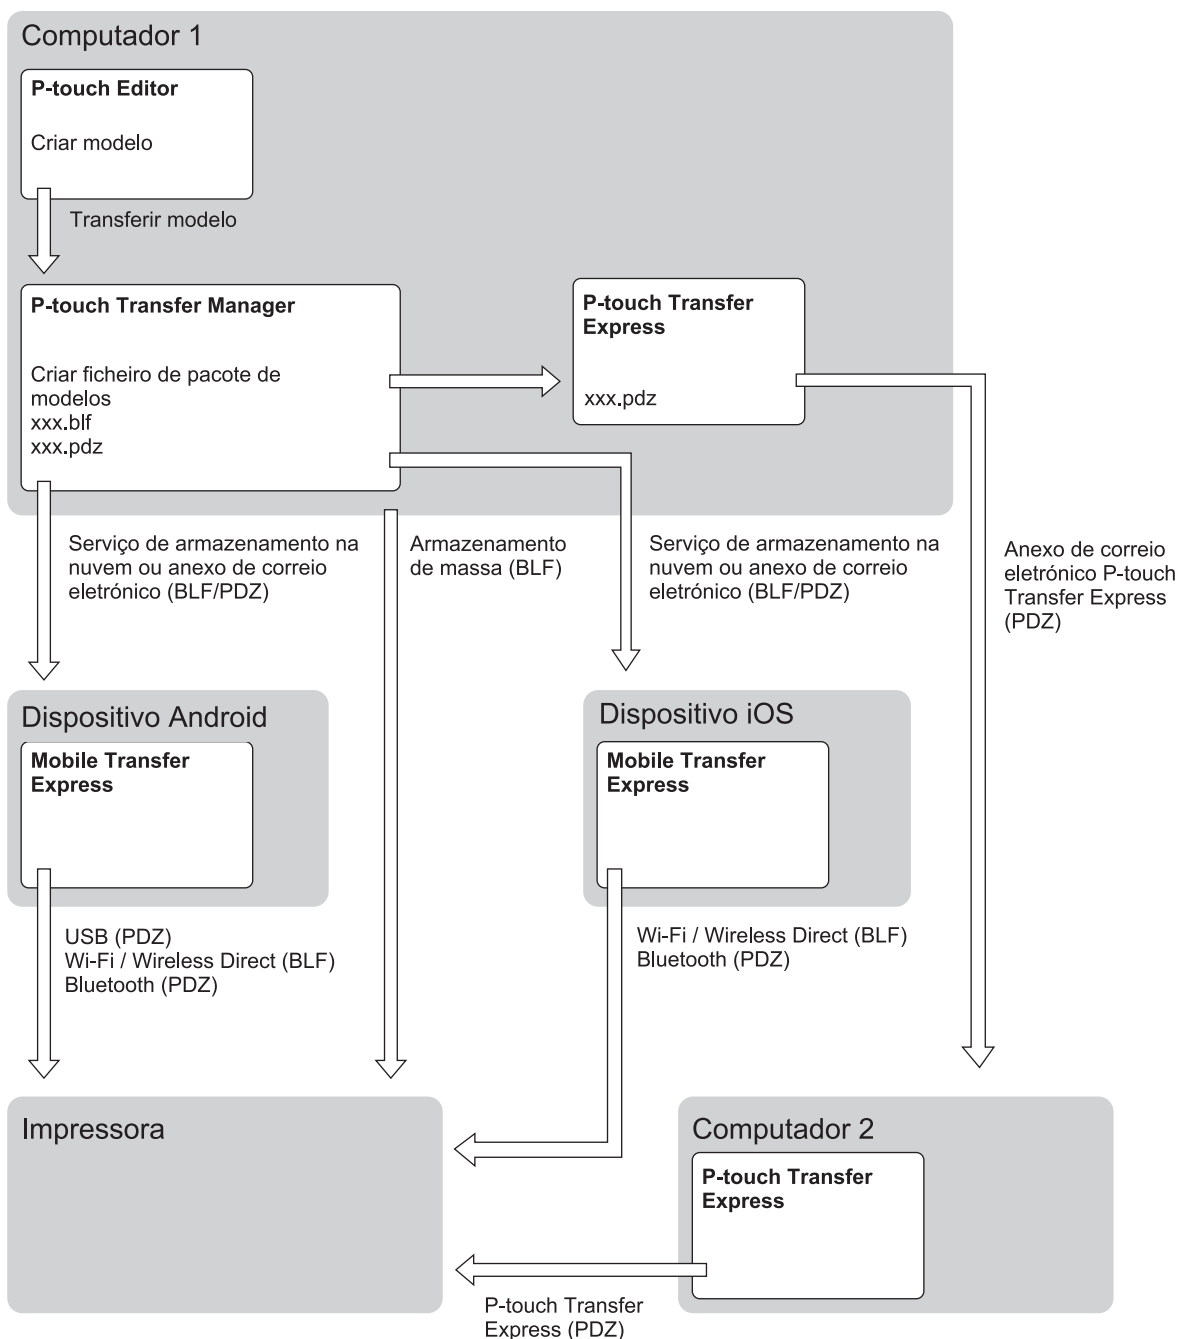 Computador 1
P-touch Editor
Criar modelo
Transferir modelo
P-touch Transfer Manager
Criar ficheiro de pacote de
modelos
xxx.blf
xxx.pdz
P-touch Transfer
Express
xxx.pdz
Serviço de armazenamento na
nuvem ou anexo de correio
eletrónico (BLF/PDZ)
Armazenamento
de massa (BLF)
Serviço de armazenamento na
nuvem ou anexo de correio
eletrónico (BLF/PDZ)
Anexo de correio
eletrónico P-touch
Transfer Express
(PDZ)
Dispositivo Android
Mobile Transfer
Express
Dispositivo iOS
Mobile Transfer
Express
USB (PDZ)
Wi-Fi / Wireless Direct (BLF)
Bluetooth (PDZ)
Wi-Fi / Wireless Direct (BLF)
Bluetooth (PDZ)
Impressora
Computador 2
P-touch Transfer
Express
P-touch Transfer
Express (PDZ)